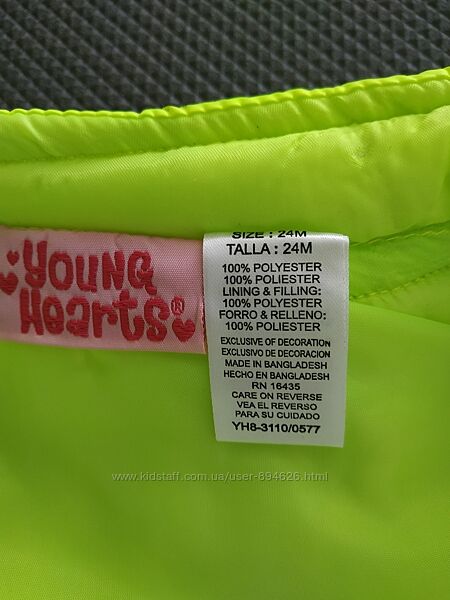 YOUNG
Hearts®
SIZE : 24M
TALLA : 24M
100% POLYESTER
100% POLIESTER
LINING & FILLING:
100% POLYESTER
FORRO & RELLENO:
100% POLIESTER
EXCLUSIVE OF DECORATION
EXCLUSIVO DE DECORACION
MADE IN BANGLADESH
HECHO EN BANGLADESH
RN 16435
CARE ON REVERSE
VEA EL REVERSO
PARA SU CUIDADO
YH8-3110/0577
www.kidstaff.com.ua/user-894626.html